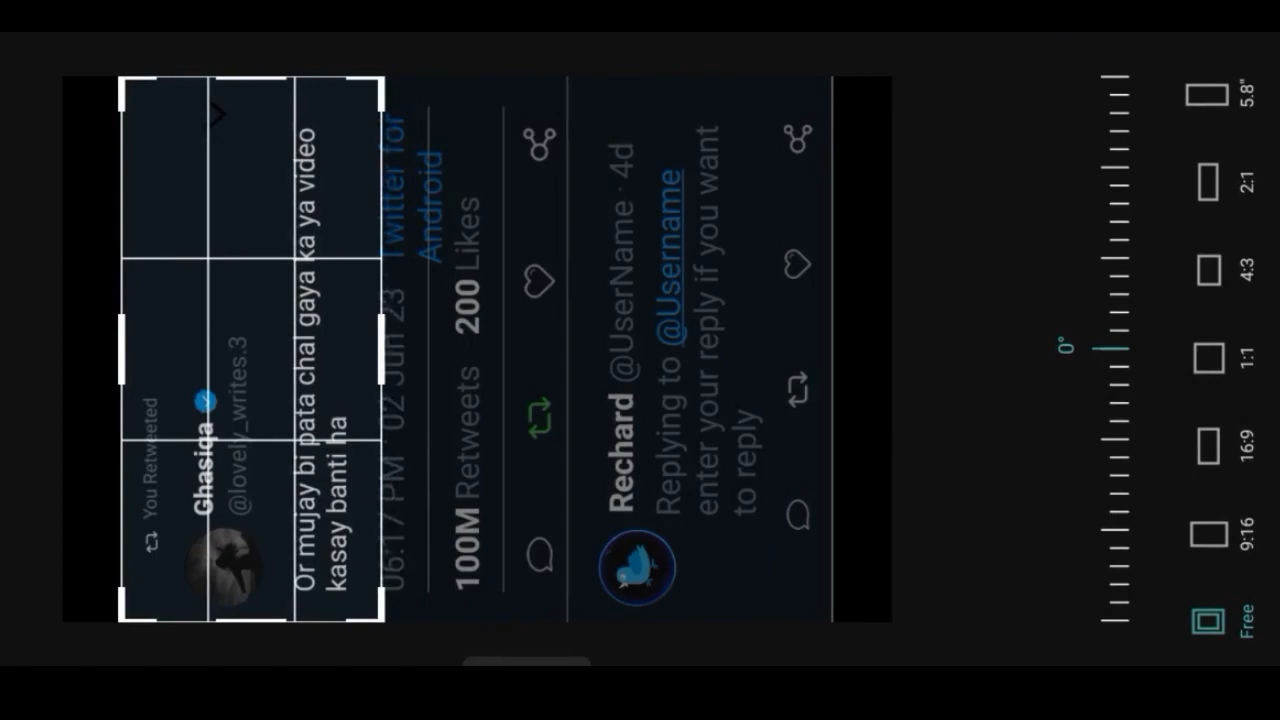 You Retweeted
Ghasiqa
@lovely_writes.3
Or mujay bi pata chal gaya ka ya video
kasay banti ha
06:17 PM · 02 Jun 23 Twitter for
Android
100M Retweets 200 Likes
Rechard @UserName · 4d
Replying to @Username
enter your reply if you want
to reply
0°
Free
9:16
16:9
1:1
4:3
2:1
5.8"